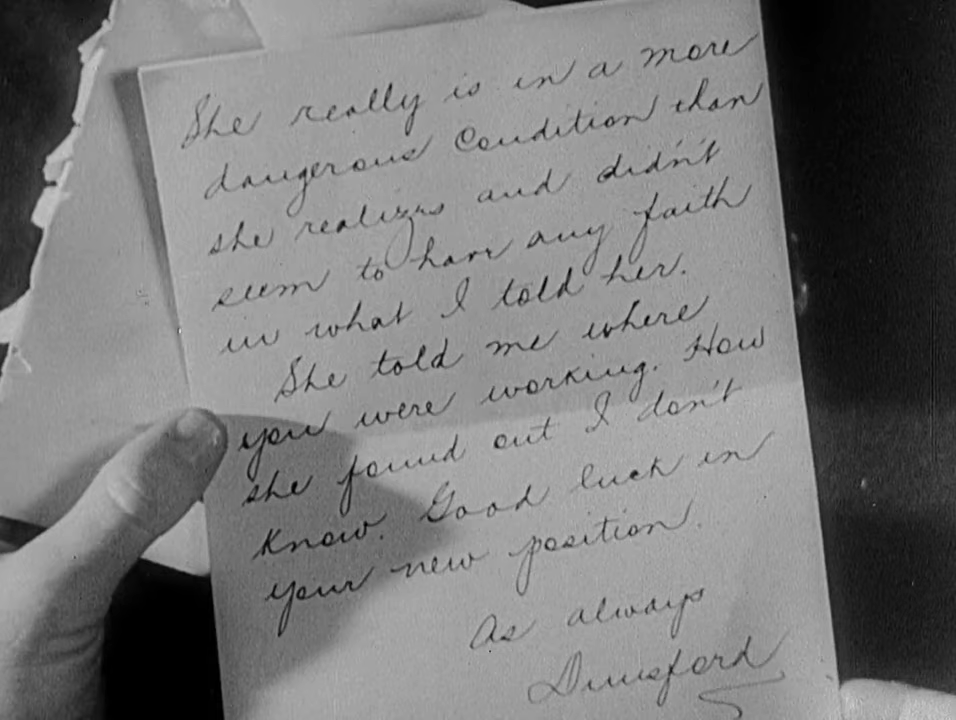 She really is in a more
dangerous condition than
she realizes and didn't
seem to have any faith
in what I told her.
She told me where
you were working. How
she found out I don't
know. Good luck in
your new position.
As always
Dunsford